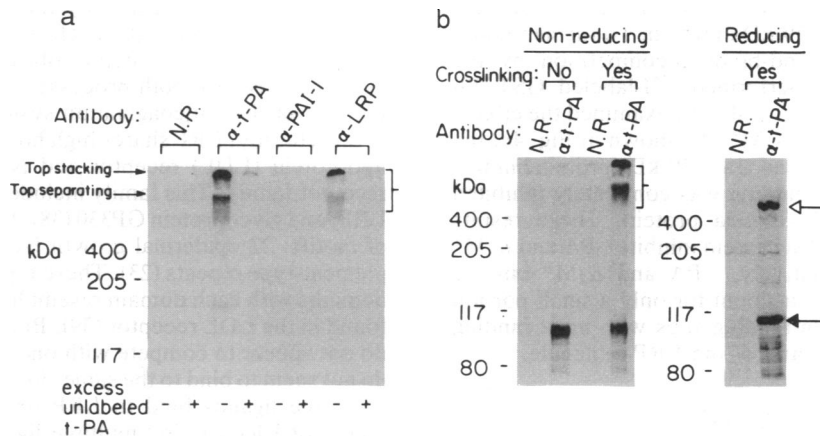 a
Antibody: N.R. α-t-PA α-PAI-1 α-LRP
Top stacking
Top separating
kDa
400 -
205 -
117
excess
unlabeled
t-PA
- + - + - + - +
b
Non-reducing Reducing
Crosslinking: No Yes Yes
Antibody: N.R. α-t-PA N.R. α-t-PA N.R. α-t-PA
kDa
400 -
205 -
117 -
80 -
400 -
205 -
117 -
80 -